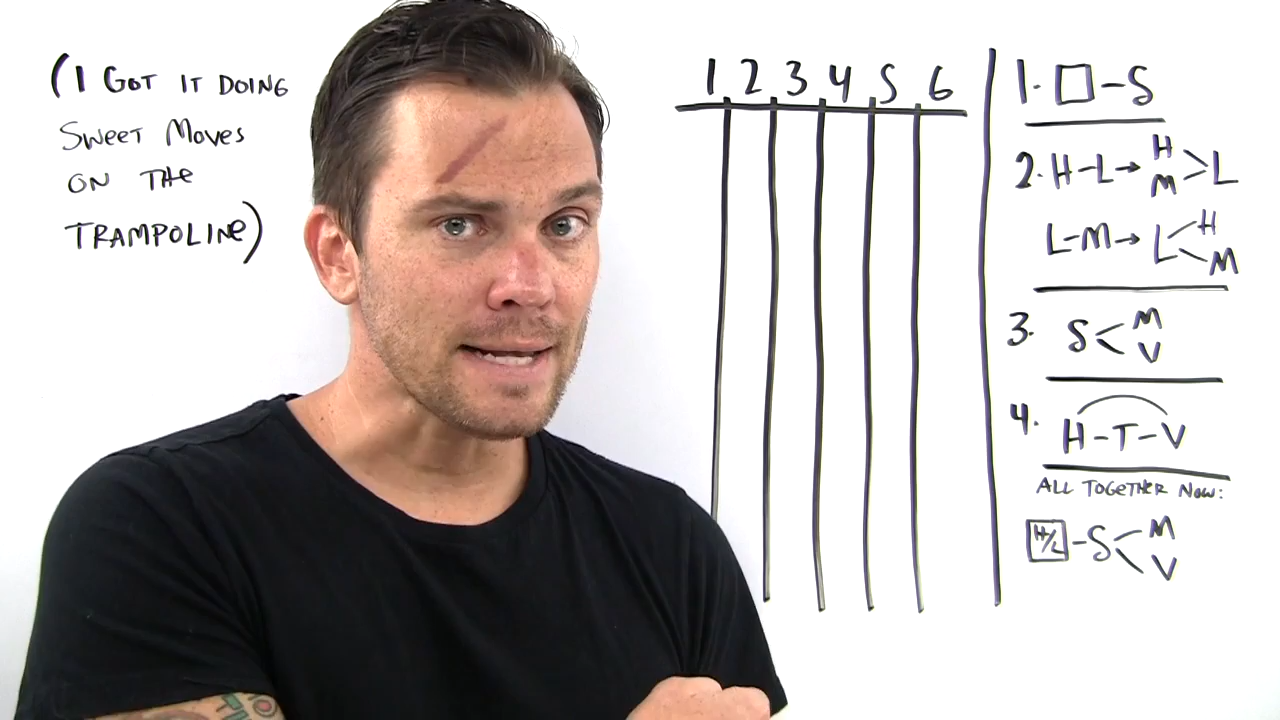 (I GOT IT DOING
SWEET MOVES
ON THE
TRAMPOLINE)
1 2 3 4 5 6
1. □-S
2. H-L→ H M > L
L-M→ L < H M
3. S < M V
4. H-T-V
ALL TOGETHER NOW:
H/L -S < M V